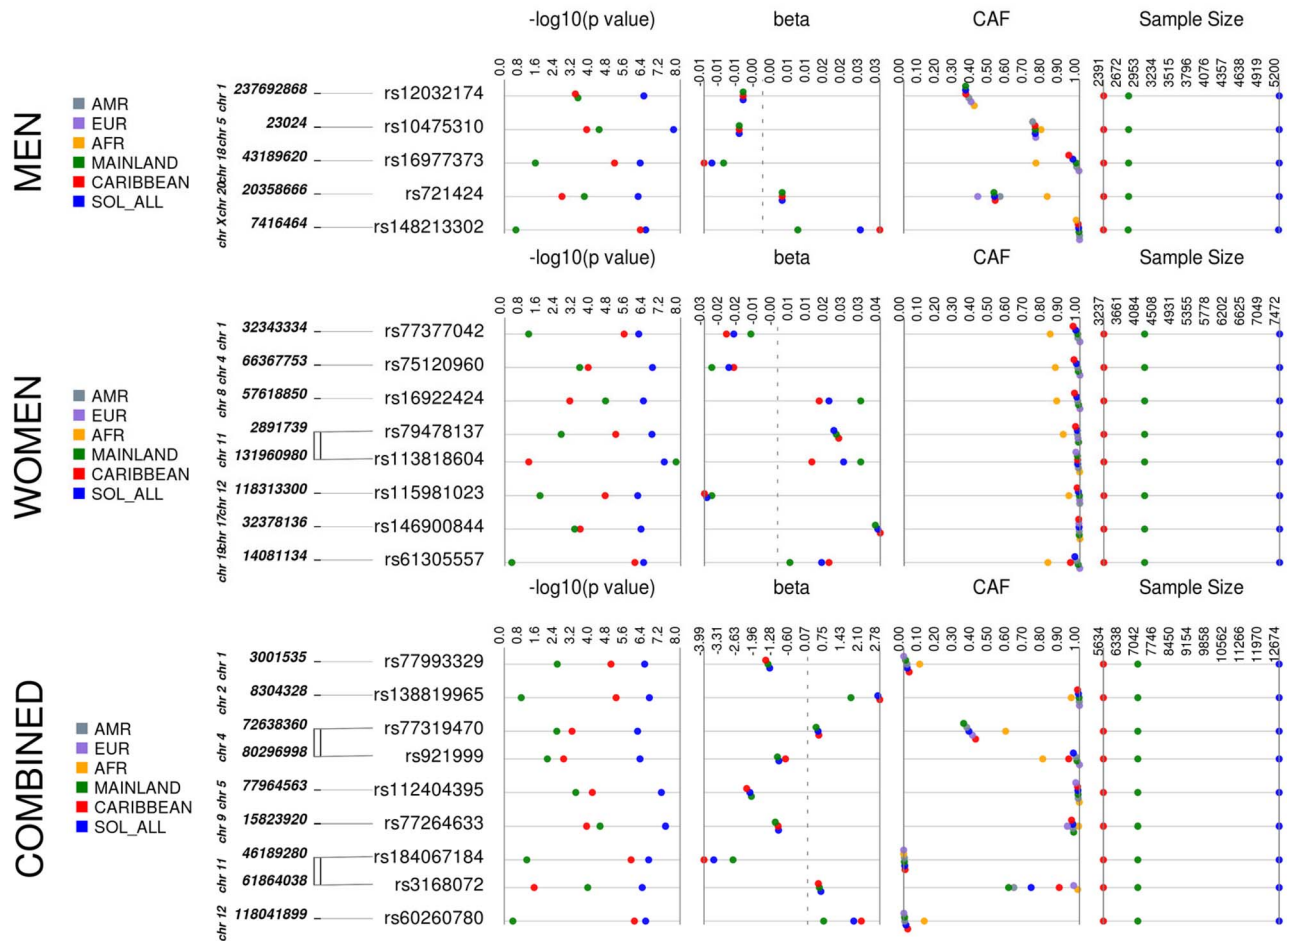 -log10(p value) beta CAF Sample Size
0.0 0.8 1.6 2.4 3.2 4.0 4.8 5.6 6.4 7.2 8.0
-0.01 -0.01 -0.01 -0.00 0.00 0.01 0.01 0.02 0.02 0.03 0.03
0.00 0.10 0.20 0.30 0.40 0.50 0.60 0.70 0.80 0.90 1.00
2391 2672 2953 3234 3515 3796 4076 4357 4638 4919 5200
MEN
AMR
EUR
AFR
MAINLAND
CARIBBEAN
SOL_ALL
chr 1 237692868 rs12032174
chr 5 23024 rs10475310
chr 18 43189620 rs16977373
chr 20 20358666 rs721424
chr X 7416464 rs148213302
-log10(p value) beta CAF Sample Size
0.0 0.8 1.6 2.4 3.2 4.0 4.8 5.6 6.4 7.2 8.0
-0.03 -0.02 -0.02 -0.01 -0.00 0.01 0.01 0.02 0.03 0.03 0.04
0.00 0.10 0.20 0.30 0.40 0.50 0.60 0.70 0.80 0.90 1.00
3237 3661 4084 4508 4931 5355 5778 6202 6625 7049 7472
WOMEN
AMR
EUR
AFR
MAINLAND
CARIBBEAN
SOL_ALL
chr 1 32343334 rs77377042
chr 4 66367753 rs75120960
chr 8 57618850 rs16922424
chr 11 2891739 rs79478137
131960980 rs113818604
chr 12 118313300 rs115981023
chr 17 32378136 rs146900844
chr 19 14081134 rs61305557
-log10(p value) beta CAF Sample Size
0.0 0.8 1.6 2.4 3.2 4.0 4.8 5.6 6.4 7.2 8.0
-3.99 -3.31 -2.63 -1.96 -1.28 -0.60 0.07 0.75 1.43 2.10 2.78
0.00 0.10 0.20 0.30 0.40 0.50 0.60 0.70 0.80 0.90 1.00
5634 6338 7042 7746 8450 9154 9858 10562 11266 11970 12674
COMBINED
AMR
EUR
AFR
MAINLAND
CARIBBEAN
SOL_ALL
chr 1 3001535 rs77993329
chr 2 8304328 rs138819965
chr 4 72638360 rs77319470
80296998 rs921999
chr 5 77964563 rs112404395
chr 9 15823920 rs77264633
chr 11 46189280 rs184067184
61864038 rs3168072
chr 12 118041899 rs60260780